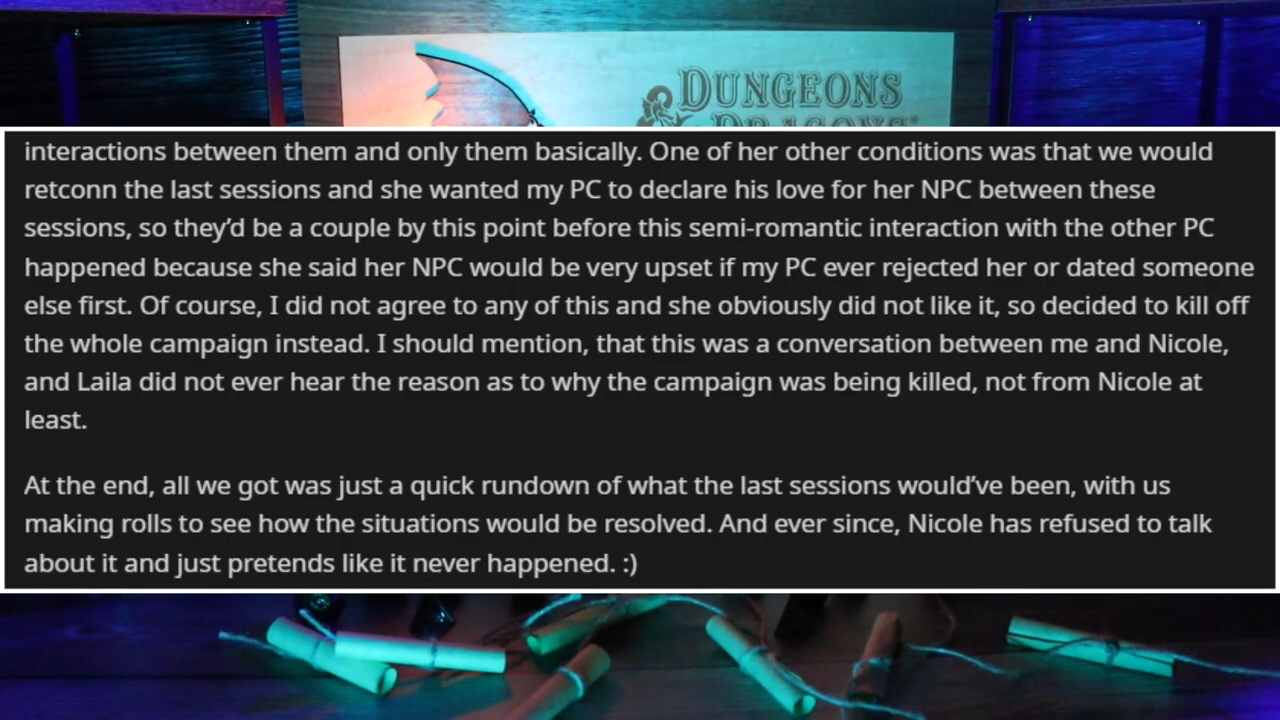 DUNGEONS
DRAGONS
interactions between them and only them basically. One of her other conditions was that we would
retconn the last sessions and she wanted my PC to declare his love for her NPC between these
sessions, so they’d be a couple by this point before this semi-romantic interaction with the other PC
happened because she said her NPC would be very upset if my PC ever rejected her or dated someone
else first. Of course, I did not agree to any of this and she obviously did not like it, so decided to kill off
the whole campaign instead. I should mention, that this was a conversation between me and Nicole,
and Laila did not ever hear the reason as to why the campaign was being killed, not from Nicole at
least.
At the end, all we got was just a quick rundown of what the last sessions would’ve been, with us
making rolls to see how the situations would be resolved. And ever since, Nicole has refused to talk
about it and just pretends like it never happened. :)